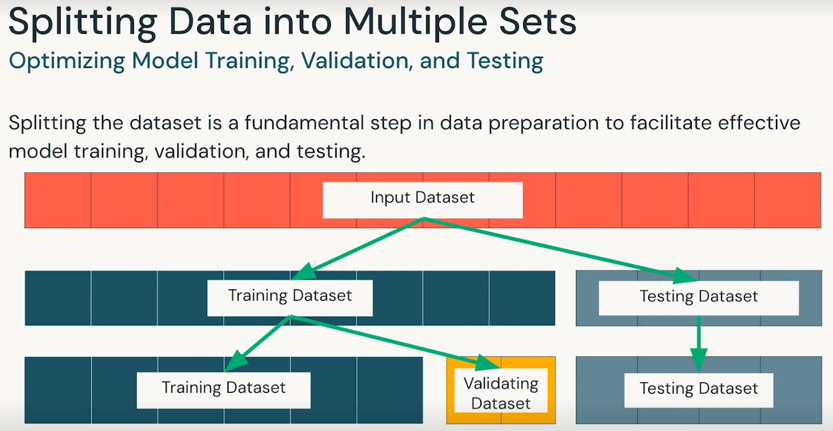 Splitting Data into Multiple Sets
Optimizing Model Training, Validation, and Testing
Splitting the dataset is a fundamental step in data preparation to facilitate effective
model training, validation, and testing.
Input Dataset
Training Dataset
Testing Dataset
Training Dataset
Validating
Dataset
Testing Dataset